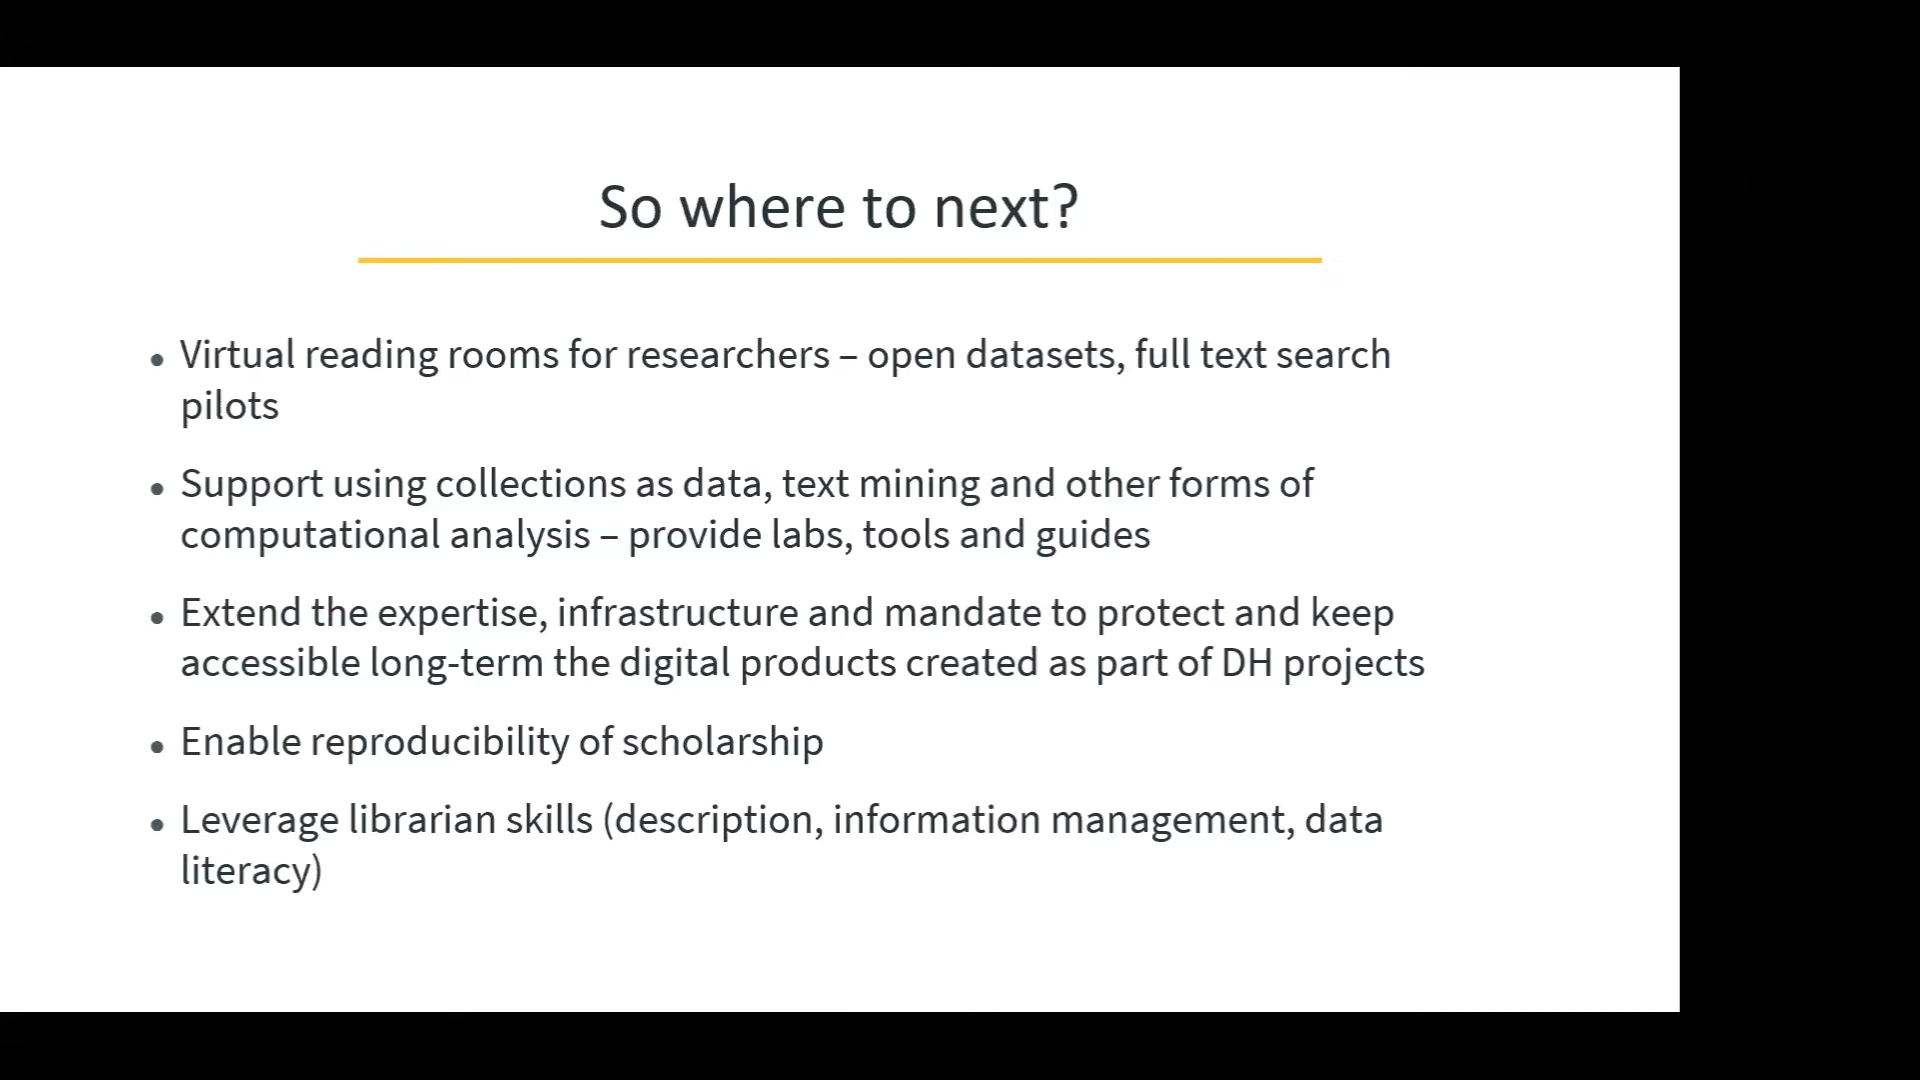 So where to next?
• Virtual reading rooms for researchers – open datasets, full text search
pilots
• Support using collections as data, text mining and other forms of
computational analysis – provide labs, tools and guides
• Extend the expertise, infrastructure and mandate to protect and keep
accessible long-term the digital products created as part of DH projects
• Enable reproducibility of scholarship
• Leverage librarian skills (description, information management, data
literacy)